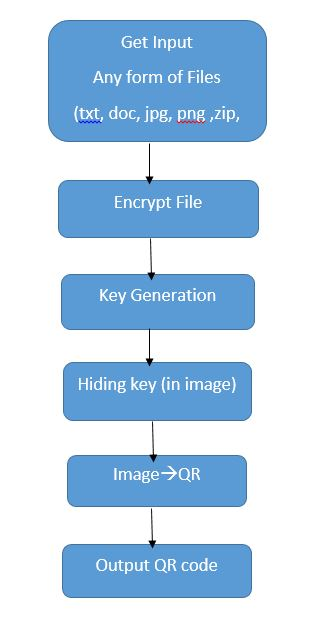 Get Input
Any form of Files
(txt, doc, jpg, png ,zip,
Encrypt File
Key Generation
Hiding key (in image)
Image→QR
Output QR code